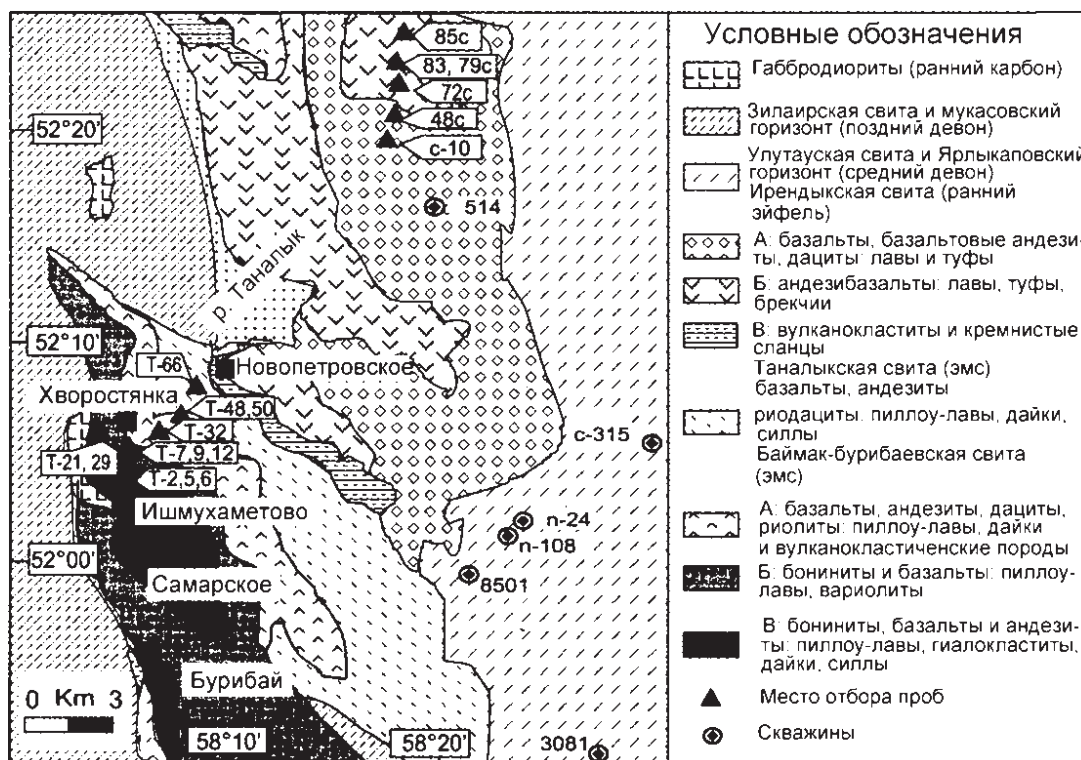 85с
83, 79с
72с
48с
с-10
52°20'
514
р. Таналык
52°10'
Т-66
Новопетровское
Хворостянка
Т-48,50
Т-32
Т-7,9,12
Т-21, 29
Т-2,5,6
с-315
Ишмухаметово
п-24
п-108
52°00'
8501
Самарское
Бурибай
0 Km 3
58°10'
58°20'
3081
Условные обозначения
Габбродиориты (ранний карбон)
Зилаирская свита и мукасовский
горизонт (поздний девон)
Улутауская свита и Ярлыкаповский
горизонт (средний девон)
Ирендыкская свита (ранний
эйфель)
А: базальты, базальтовые андези-
ты, дациты: лавы и туфы
Б: андезибазальты: лавы, туфы,
брекчии
В: вулканокластиты и кремнистые
сланцы
Таналыкская свита (эмс)
базальты, андезиты
риодациты: пиллоу-лавы, дайки,
силлы
Баймак-бурибаевская свита
(эмс)
А: базальты, андезиты, дациты,
риолиты: пиллоу-лавы, дайки
и вулканокластиченские породы
Б: бониниты и базальты: пиллоу-
лавы, вариолиты
В: бониниты, базальты и андези-
ты: пиллоу-лавы, гиалокластиты,
дайки, силлы
Место отбора проб
Скважины